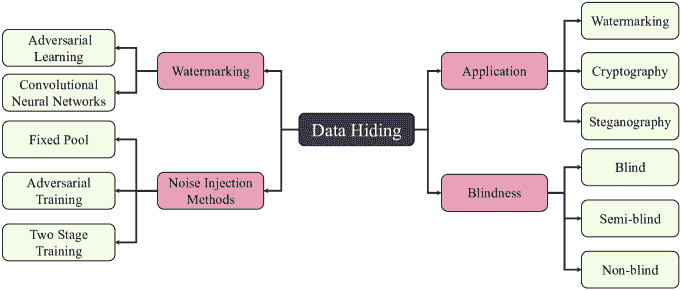 Adversarial
Learning
Convolutional
Neural Networks
Watermarking
Fixed Pool
Adversarial
Training
Two Stage
Training
Noise Injection
Methods
Data Hiding
Application
Watermarking
Cryptography
Steganography
Blindness
Blind
Semi-blind
Non-blind